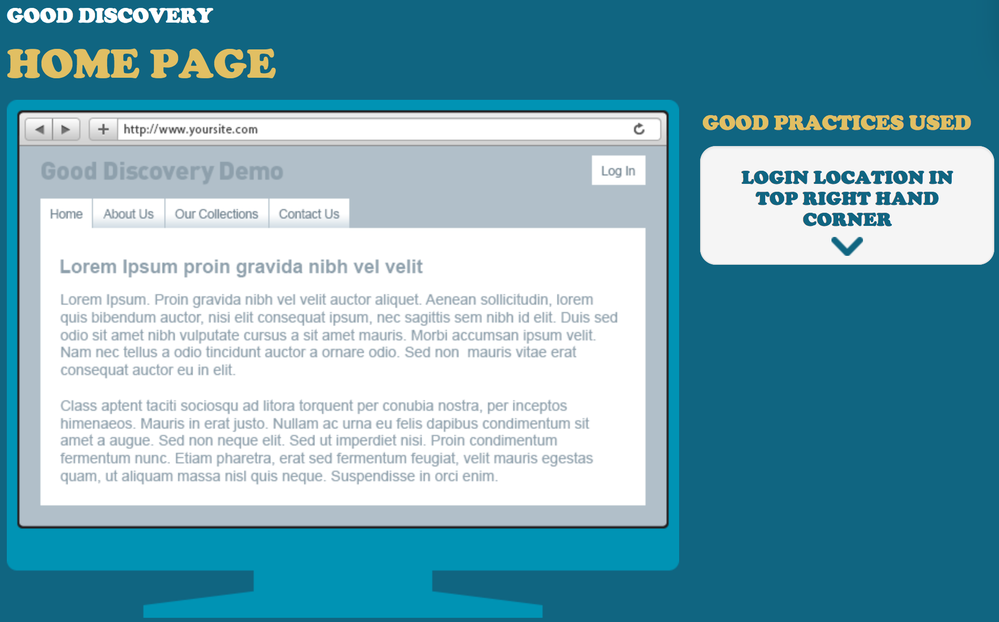 GOOD DISCOVERY
HOME PAGE
http://www.yoursite.com
Good Discovery Demo
Log In
Home
About Us
Our Collections
Contact Us
Lorem Ipsum proin gravida nibh vel velit
Lorem Ipsum. Proin gravida nibh vel velit auctor aliquet. Aenean sollicitudin, lorem
quis bibendum auctor, nisi elit consequat ipsum, nec sagittis sem nibh id elit. Duis sed
odio sit amet nibh vulputate cursus a sit amet mauris. Morbi accumsan ipsum velit.
Nam nec tellus a odio tincidunt auctor a ornare odio. Sed non  mauris vitae erat
consequat auctor eu in elit.
Class aptent taciti sociosqu ad litora torquent per conubia nostra, per inceptos
himenaeos. Mauris in erat justo. Nullam ac urna eu felis dapibus condimentum sit
amet a augue. Sed non neque elit. Sed ut imperdiet nisi. Proin condimentum
fermentum nunc. Etiam pharetra, erat sed fermentum feugiat, velit mauris egestas
quam, ut aliquam massa nisl quis neque. Suspendisse in orci enim.
GOOD PRACTICES USED
LOGIN LOCATION IN
TOP RIGHT HAND
CORNER